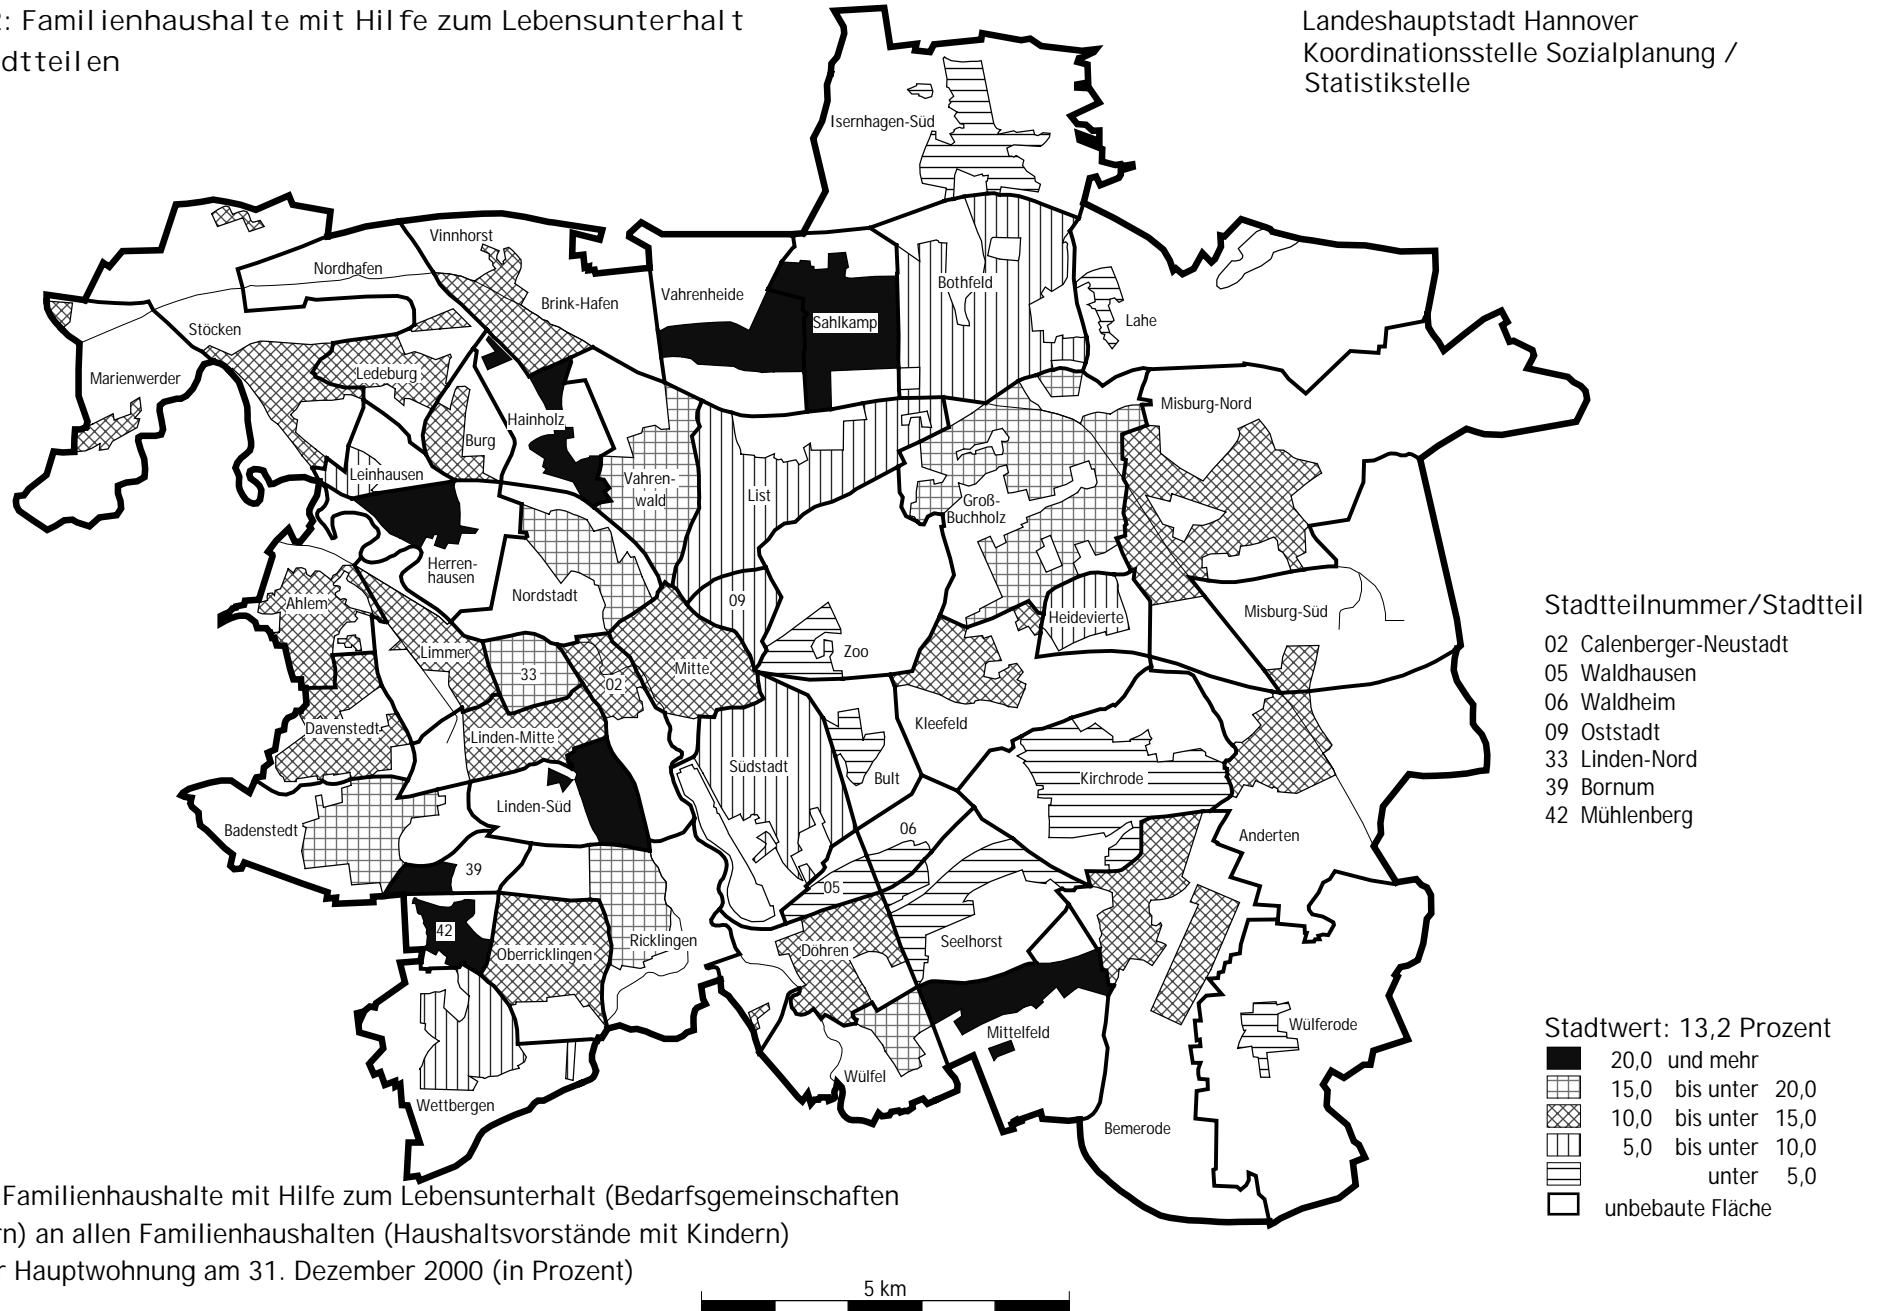 2: Familienhaushalte mit Hilfe zum Lebensunterhalt
dtteilen
Landeshauptstadt Hannover
Koordinationsstelle Sozialplanung /
Statistikstelle
Isernhagen-Süd
Vinnhorst
Nordhafen
Brink-Hafen
Vahrenheide
Bothfeld
Sahlkamp
Lahe
Stöcken
Marienwerder
Ledeburg
Hainholz
Burg
Misburg-Nord
Leinhausen
Vahren-
wald
List
Groß-
Buchholz
Herren-
hausen
Nordstadt
09
Ahlem
Heidevierte
Misburg-Süd
Limmer
33
02
Mitte
Zoo
Davenstedt
Linden-Mitte
Kleefeld
Südstadt
Bult
Kirchrode
Linden-Süd
Badenstedt
06
Anderten
39
05
42
Oberricklingen
Ricklingen
Döhren
Seelhorst
Mittelfeld
Wülferode
Wülfel
Wettbergen
Bemerode
Stadtteilnummer/Stadtteil
02 Calenberger-Neustadt
05 Waldhausen
06 Waldheim
09 Oststadt
33 Linden-Nord
39 Bornum
42 Mühlenberg
Stadtwert: 13,2 Prozent
20,0 und mehr
15,0 bis unter 20,0
10,0 bis unter 15,0
5,0 bis unter 10,0
unter 5,0
unbebaute Fläche
Familienhaushalte mit Hilfe zum Lebensunterhalt (Bedarfsgemeinschaften
rn) an allen Familienhaushalten (Haushaltsvorstände mit Kindern)
r Hauptwohnung am 31. Dezember 2000 (in Prozent)
5 km